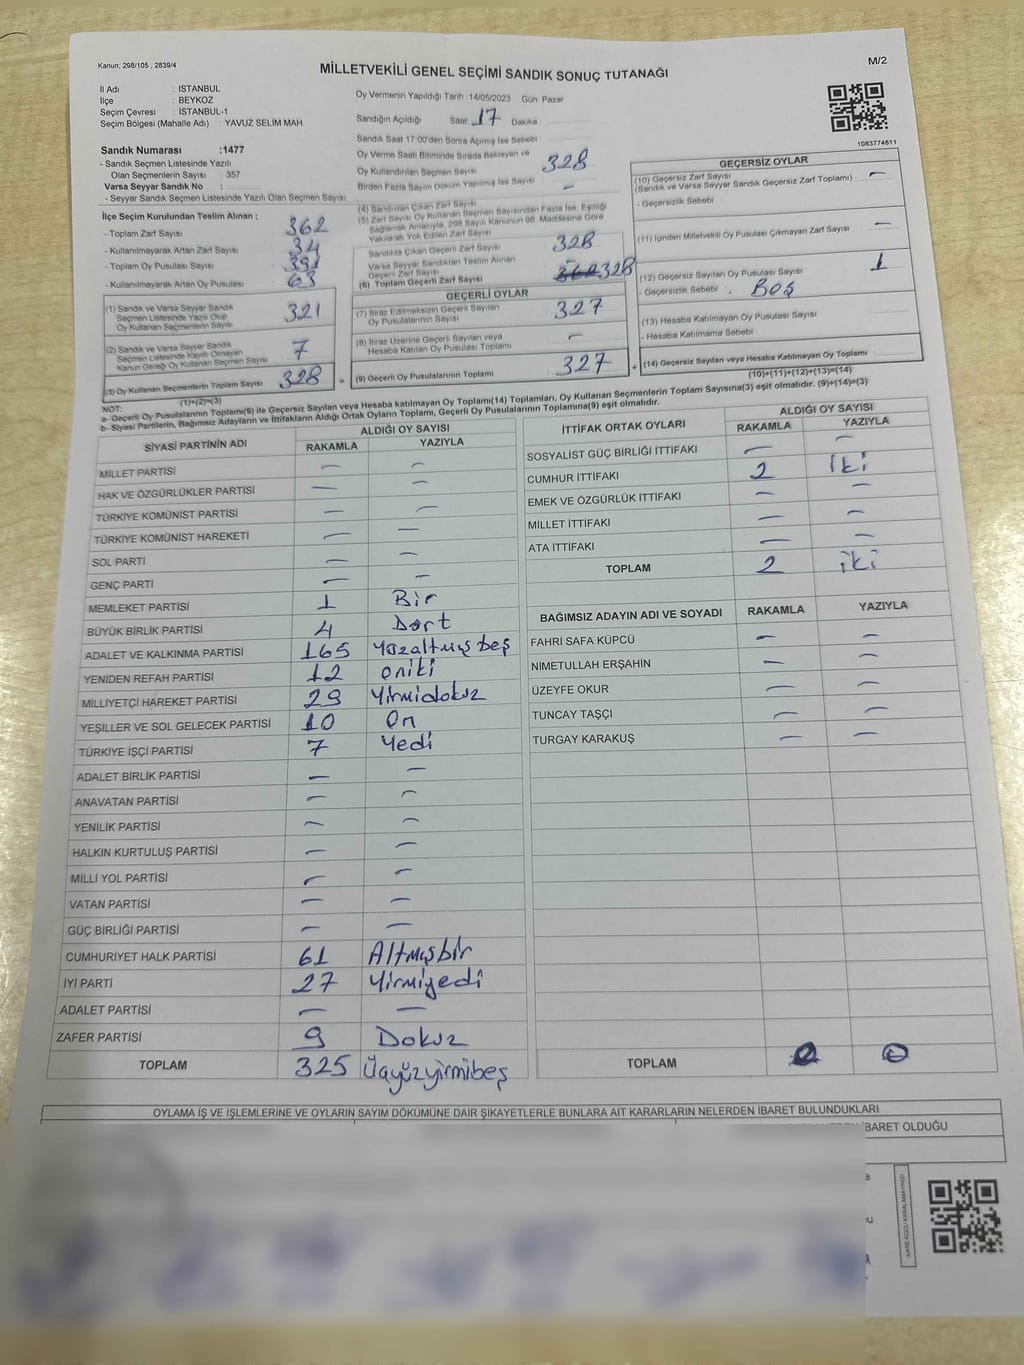 Kanun; 298/105 , 2839/4
MİLLETVEKİLİ GENEL SEÇİMİ SANDIK SONUÇ TUTANAĞI
M/2
İl Adı : İSTANBUL
İlçe : BEYKOZ
Seçim Çevresi : İSTANBUL-1
Seçim Bölgesi (Mahalle Adı) : YAVUZ SELİM MAH.
Sandık Numarası :1477
- Sandık Seçmen Listesinde Yazılı
Olan Seçmenlerin Sayısı : 357
Varsa Seyyar Sandık No :
- Seyyar Sandık Seçmen Listesinde Yazılı Olan Seçmen Sayısı
İlçe Seçim Kurulundan Teslim Alınan ;
- Toplam Zarf Sayısı 362
- Kullanılmayarak Artan Zarf Sayısı 34
- Toplam Oy Pusulası Sayısı 391
- Kullanılmayarak Artan Oy Pusulası 63
(1) Sandık ve Varsa Seyyar Sandık
Seçmen Listesinde Yazılı Olup
Oy Kullanan Seçmenlerin Sayısı 321
(2) Sandık ve Varsa Seyyar Sandık
Seçmen Listesinde Kayıtlı Olmayan
Kanun Gereği Oy Kullanan Seçmen Sayısı 7
(3) Oy Kullanan Seçmenlerin Toplam Sayısı 328 =
(1)+(2)=(3)
Oy Vermenin Yapıldığı Tarih :14/05/2023 Gün Pazar
Sandığın Açıldığı Saat 17 Dakika :
Sandık Saat 17:00'den Sonra Açılmış İse Sebebi
Oy Verme Saati Bitiminde Sırada Bekleyen ve
Oy Kullandırılan Seçmen Sayısı 328
Birden Fazla Sayım Döküm Yapılmış İse Sayısı –
(4) Sandıktan Çıkan Zarf Sayısı
(5) Zarf Sayısı Oy Kullanan Seçmen Sayısından Fazla İse, Eşitliği
Sağlamak Amacıyla, 298 Sayılı Kanunun 98. Maddesine Göre
Yakılarak Yok Edilen Zarf Sayısı
Sandıkta Çıkan Geçerli Zarf Sayısı 328
Varsa Seyyar Sandıktan Teslim Alınan
Geçerli Zarf Sayısı –
(6) Toplam Geçerli Zarf Sayısı 328
GEÇERLİ OYLAR
(7) İtiraz Edilmeksizin Geçerli Sayılan
Oy Pusulalarının Sayısı 327
(8) İtiraz Üzerine Geçerli Sayılan veya
Hesaba Katılan Oy Pusulası Toplamı –
(9) Geçerli Oy Pusulalarının Toplamı 327 +
1083774811
GEÇERSİZ OYLAR
(10) Geçersiz Zarf Sayısı –
(Sandık ve Varsa Seyyar Sandık Geçersiz Zarf Toplamı) :
- Geçersizlik Sebebi
(11) İçinden Milletvekili Oy Pusulası Çıkmayan Zarf Sayısı –
(12) Geçersiz Sayılan Oy Pusulası Sayısı 1
- Geçersizlik Sebebi : BOŞ
(13) Hesaba Katılmayan Oy Pusulası Sayısı
- Hesaba Katılmama Sebebi :
(14) Geçersiz Sayılan veya Hesaba Katılmayan Oy Toplamı
(10)+(11)+(12)+(13)=(14)
NOT:
a- Geçerli Oy Pusulalarının Toplamı(9) ile Geçersiz Sayılan veya Hesaba katılmayan Oy Toplamı(14) Toplamları, Oy Kullanan Seçmenlerin Toplam Sayısına(3) eşit olmalıdır. (9)+(14)=(3)
b- Siyasi Partilerin, Bağımsız Adayların ve İttifakların Aldığı Ortak Oyların Toplamı, Geçerli Oy Pusulalarının Toplamına(9) eşit olmalıdır.
SİYASİ PARTİNİN ADI ALDIĞI OY SAYISI
RAKAMLA YAZIYLA
MİLLET PARTİSİ – –
HAK VE ÖZGÜRLÜKLER PARTİSİ – –
TÜRKİYE KOMÜNİST PARTİSİ – –
TÜRKİYE KOMÜNİST HAREKETİ – –
SOL PARTİ – –
GENÇ PARTİ – –
MEMLEKET PARTİSİ 1 Bir
BÜYÜK BİRLİK PARTİSİ 4 Dört
ADALET VE KALKINMA PARTİSİ 165 Yüzaltmış beş
YENİDEN REFAH PARTİSİ 12 oniki
MİLLİYETÇİ HAREKET PARTİSİ 29 Yirmidokuz
YEŞİLLER VE SOL GELECEK PARTİSİ 10 On
TÜRKİYE İŞÇİ PARTİSİ 7 Yedi
ADALET BİRLİK PARTİSİ – –
ANAVATAN PARTİSİ – –
YENİLİK PARTİSİ – –
HALKIN KURTULUŞ PARTİSİ – –
MİLLİ YOL PARTİSİ – –
VATAN PARTİSİ – –
GÜÇ BİRLİĞİ PARTİSİ – –
CUMHURİYET HALK PARTİSİ 61 Altmışbir
İYİ PARTİ 27 Yirmiyedi
ADALET PARTİSİ – –
ZAFER PARTİSİ 9 Dokuz
TOPLAM 325 Üçyüzyirmibeş
İTTİFAK ORTAK OYLARI ALDIĞI OY SAYISI
RAKAMLA YAZIYLA
SOSYALİST GÜÇ BİRLİĞİ İTTİFAKI – –
CUMHUR İTTİFAKI 2 İki
EMEK VE ÖZGÜRLÜK İTTİFAKI – –
MİLLET İTTİFAKI – –
ATA İTTİFAKI – –
TOPLAM 2 iki
BAĞIMSIZ ADAYIN ADI VE SOYADI RAKAMLA YAZIYLA
FAHRİ SAFA KÜPCÜ – –
NİMETULLAH ERŞAHİN – –
ÜZEYFE OKUR – –
TUNCAY TAŞÇI – –
TURGAY KARAKUŞ – –
TOPLAM
OYLAMA İŞ VE İŞLEMLERİNE VE OYLARIN SAYIM DÖKÜMÜNE DAİR ŞİKAYETLERLE BUNLARA AİT KARARLARIN NELERDEN İBARET BULUNDUKLARI
İBARET OLDUĞU